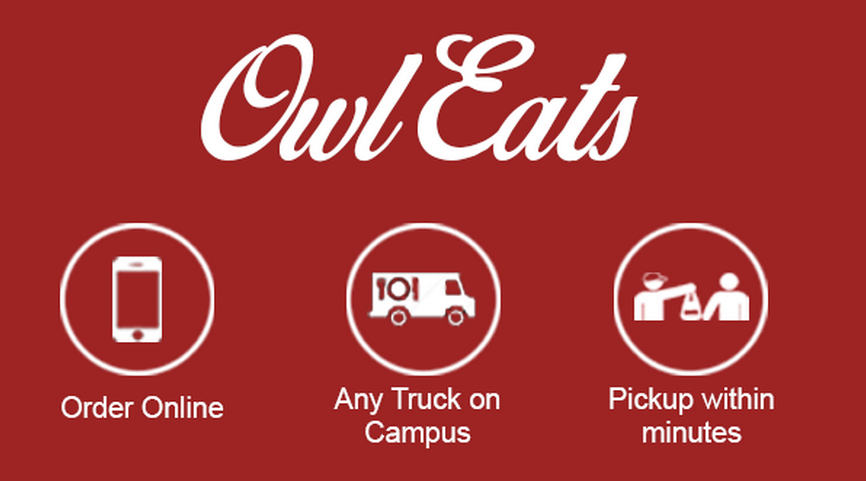 Owl Eats
Order Online
Any Truck on
Campus
Pickup within
minutes